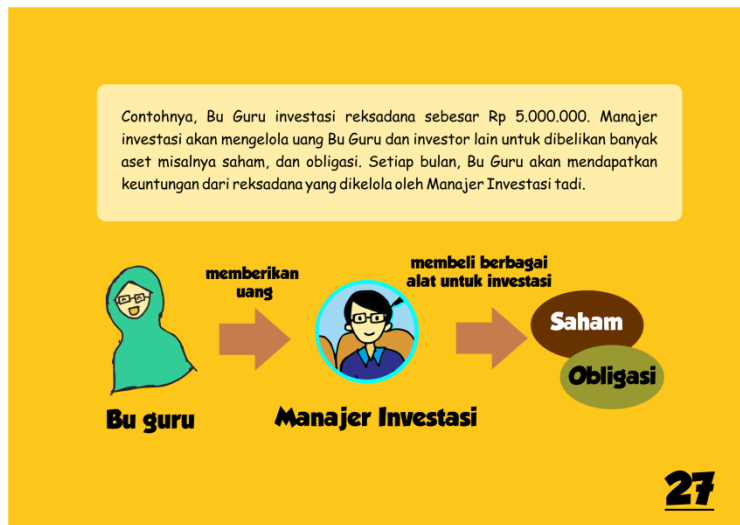 Contohnya, Bu Guru investasi reksadana sebesar Rp 5.000.000. Manajer
investasi akan mengelola uang Bu Guru dan investor lain untuk dibelikan banyak
aset misalnya saham, dan obligasi. Setiap bulan, Bu Guru akan mendapatkan
keuntungan dari reksadana yang dikelola oleh Manajer Investasi tadi.
memberikan
uang
membeli berbagai
alat untuk investasi
Saham
Obligasi
Bu guru
Manajer Investasi
27